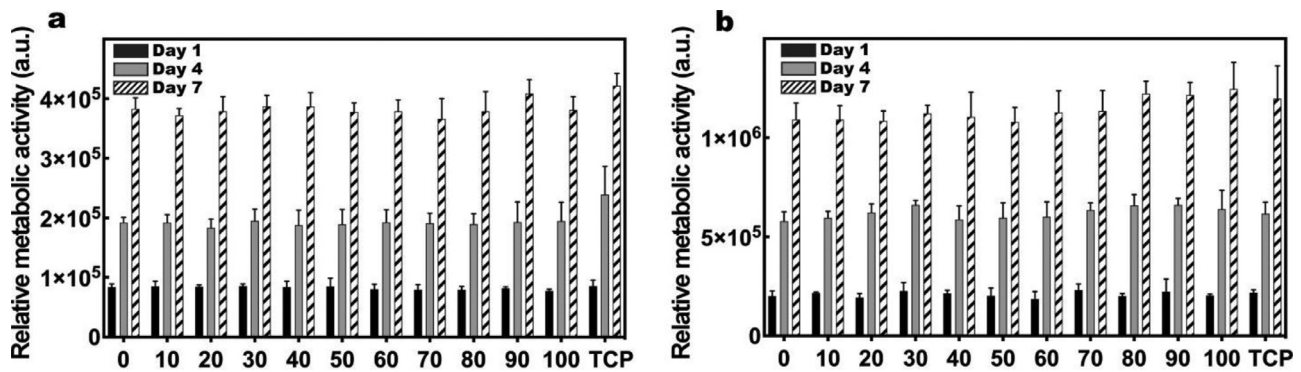 a
Relative metabolic activity (a.u.)
Day 1
Day 4
Day 7
4×10⁵
3×10⁵
2×10⁵
1×10⁵
0
0 10 20 30 40 50 60 70 80 90 100 TCP
b
Relative metabolic activity (a.u.)
Day 1
Day 4
Day 7
1×10⁶
5×10⁵
0
0 10 20 30 40 50 60 70 80 90 100 TCP